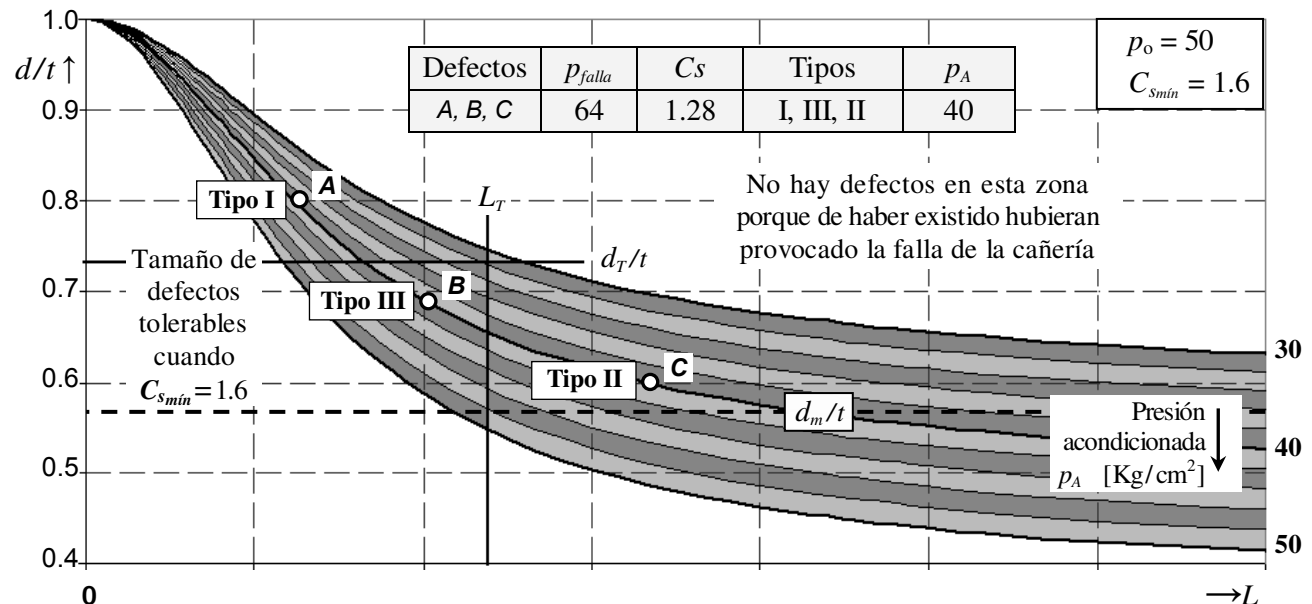 1.0
d/t ↑
0.9
0.8
0.7
0.6
0.5
0.4
0
→L
Defectos p_falla Cs Tipos p_A
A, B, C 64 1.28 I, III, II 40
p_o = 50
C_smín = 1.6
Tipo I
A
L_T
No hay defectos en esta zona
porque de haber existido hubieran
provocado la falla de la cañería
d_T/t
Tamaño de
defectos
tolerables
cuando
C_smín = 1.6
Tipo III
B
Tipo II
C
d_m/t
30
Presión
acondicionada
p_A [Kg/cm²]
40
50